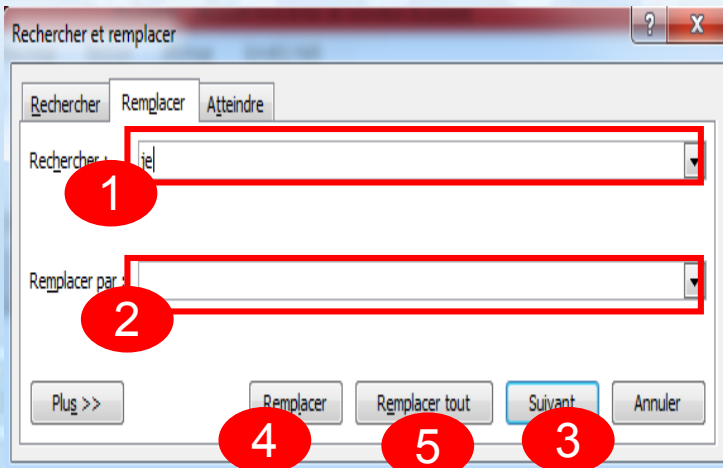 Rechercher et remplacer ? X
Rechercher Remplacer Atteindre
Rechercher : je
1
Remplacer par :
2
Plus >> Remplacer Remplacer tout Suivant Annuler
4 5 3